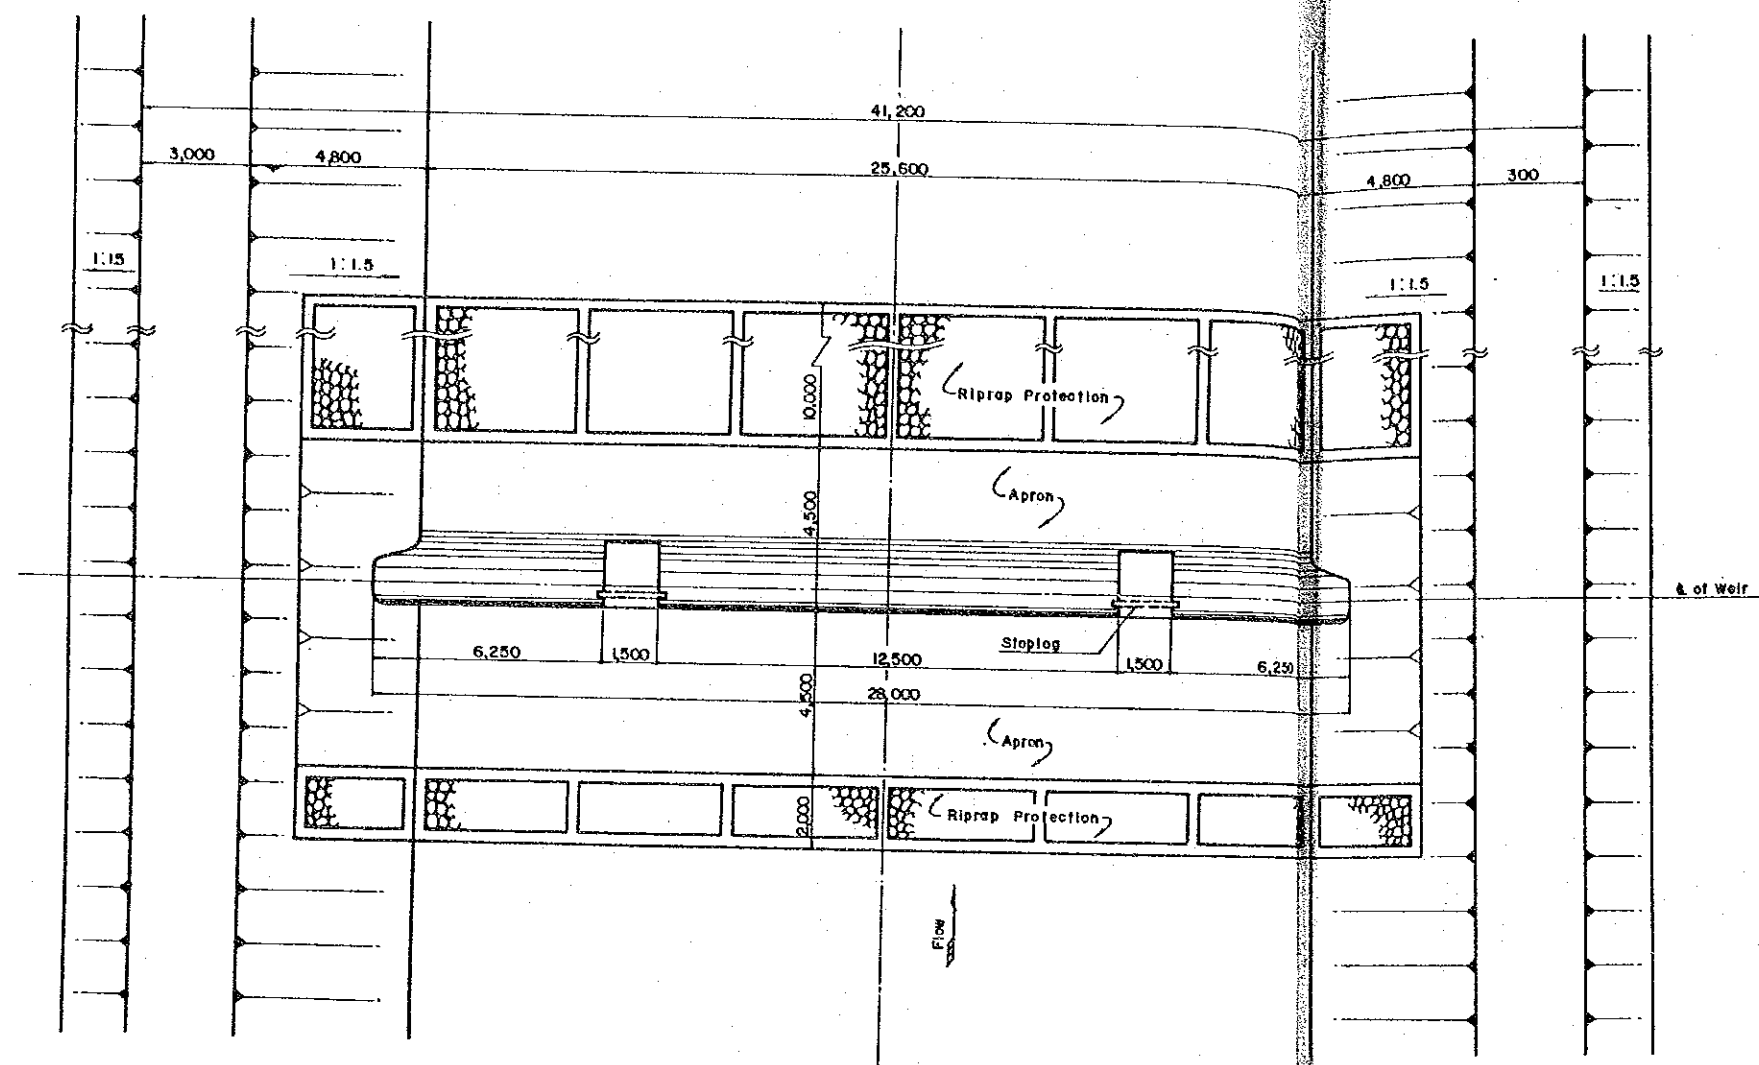 41,200
3,000
4,800
25,600
4,800
300
1:1.5
1:1.5
1:1.5
1:1.5
10,000
Riprap Protection
Apron
4,500
₵ of Weir
Stoplog
6,250
1,500
12,500
1,500
6,250
28,000
4,500
Apron
2,000
Riprap Protection
Flow